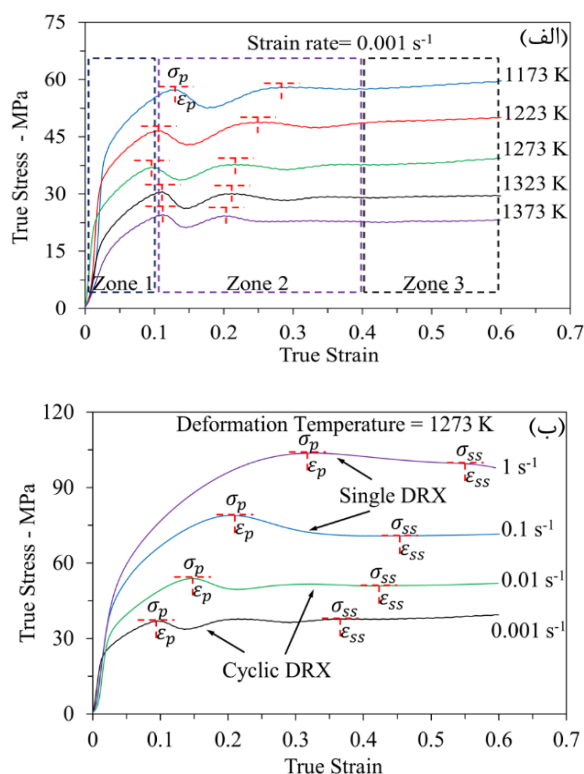 (الف)
Strain rate= 0.001 s⁻¹
True Stress - MPa
75
60
45
30
15
0
σₚ
εₚ
1173 K
1223 K
1273 K
1323 K
1373 K
Zone 1
Zone 2
Zone 3
0 0.1 0.2 0.3 0.4 0.5 0.6 0.7
True Strain
(ب)
Deformation Temperature = 1273 K
True Stress - MPa
120
90
60
30
0
σₚ
εₚ
σₛₛ
εₛₛ
1 s⁻¹
Single DRX
σₚ
εₚ
σₛₛ
εₛₛ
0.1 s⁻¹
σₚ
εₚ
σₛₛ
εₛₛ
0.01 s⁻¹
σₚ
εₚ
σₛₛ
εₛₛ
0.001 s⁻¹
Cyclic DRX
0 0.1 0.2 0.3 0.4 0.5 0.6 0.7
True Strain